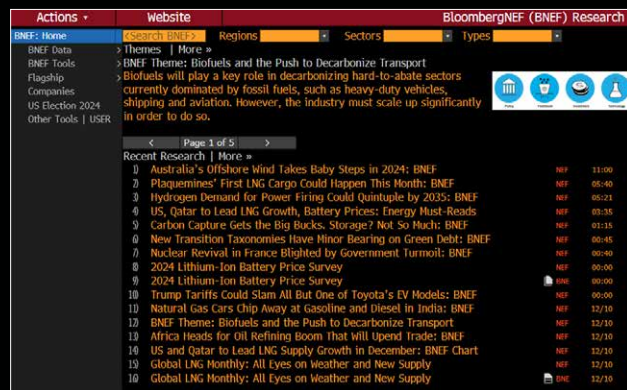 Actions Website BloombergNEF (BNEF) Research
BNEF: Home <Search BNEF> Regions Sectors Types
BNEF Data > Themes | More »
BNEF Tools > BNEF Theme: Biofuels and the Push to Decarbonize Transport
Flagship > Biofuels will play a key role in decarbonizing hard-to-abate sectors
Companies currently dominated by fossil fuels, such as heavy-duty vehicles,
US Election 2024 shipping and aviation. However, the industry must scale up significantly
Other Tools | USER in order to do so.
< Page 1 of 5 >
Recent Research | More »
1) Australia's Offshore Wind Takes Baby Steps in 2024: BNEF NEF 11:00
2) Plaquemines' First LNG Cargo Could Happen This Month: BNEF NEF 05:40
3) Hydrogen Demand for Power Firing Could Quintuple by 2035: BNEF NEF 05:21
4) US, Qatar to Lead LNG Growth, Battery Prices: Energy Must-Reads NEF 03:35
5) Carbon Capture Gets the Big Bucks. Storage? Not So Much: BNEF NEF 01:15
6) New Transition Taxonomies Have Minor Bearing on Green Debt: BNEF NEF 00:45
7) Nuclear Revival in France Blighted by Government Turmoil: BNEF NEF 00:40
8) 2024 Lithium-Ion Battery Price Survey NEF 00:00
9) 2024 Lithium-Ion Battery Price Survey BNE 00:00
10) Trump Tariffs Could Slam All But One of Toyota's EV Models: BNEF NEF 00:00
11) Natural Gas Cars Chip Away at Gasoline and Diesel in India: BNEF NEF 12/10
12) BNEF Theme: Biofuels and the Push to Decarbonize Transport NEF 12/10
13) Africa Heads for Oil Refining Boom That Will Upend Trade: BNEF NEF 12/10
14) US and Qatar to Lead LNG Supply Growth in December: BNEF Chart NEF 12/10
15) Global LNG Monthly: All Eyes on Weather and New Supply NEF 12/10
16) Global LNG Monthly: All Eyes on Weather and New Supply BNE 12/10